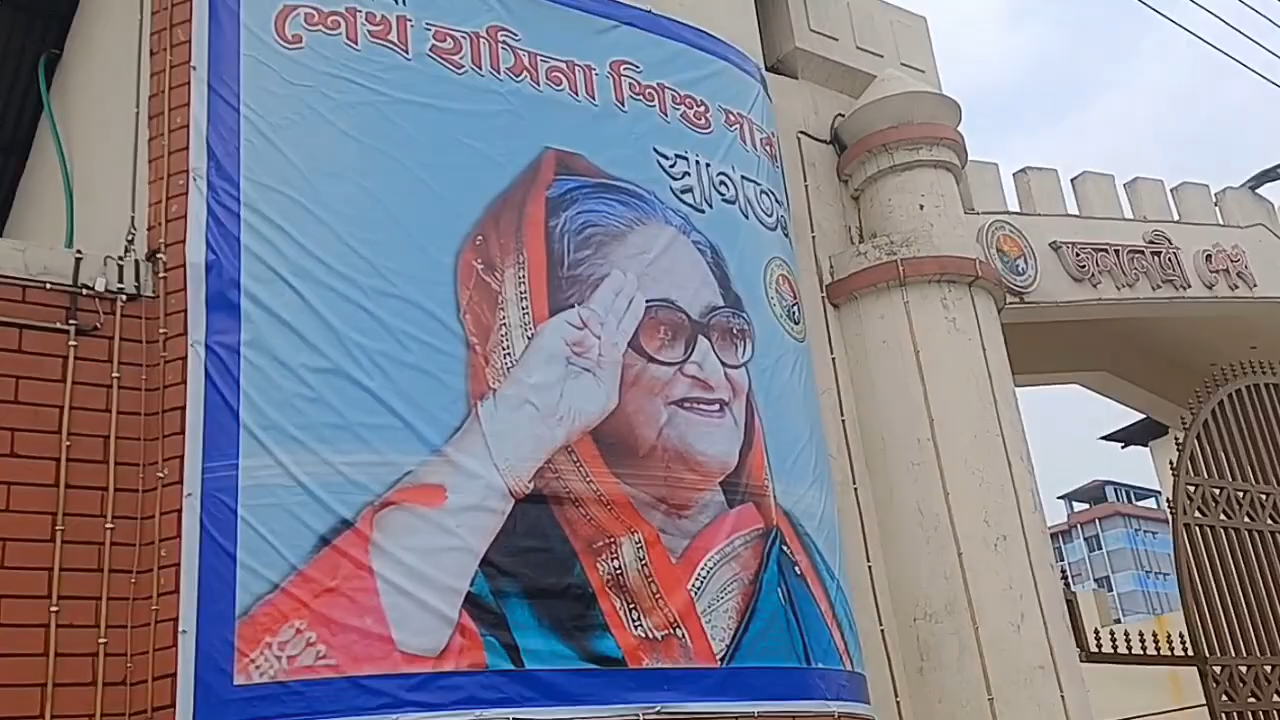 শেখ হাসিনা শিশু পার্ক
স্বাগতম
জননেত্রী শেখ